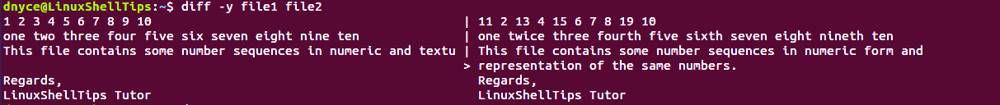 dnyce@LinuxShellTips:~$ diff -y file1 file2
1 2 3 4 5 6 7 8 9 10 | 11 2 13 4 15 6 7 8 19 10
one two three four five six seven eight nine ten | one twice three fourth five sixth seven eight nineth ten
This file contains some number sequences in numeric and textu | This file contains some number sequences in numeric form and
> representation of the same numbers.
Regards, Regards,
LinuxShellTips Tutor LinuxShellTips Tutor